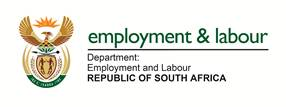 employment & labour
Department:
Employment and Labour
REPUBLIC OF SOUTH AFRICA